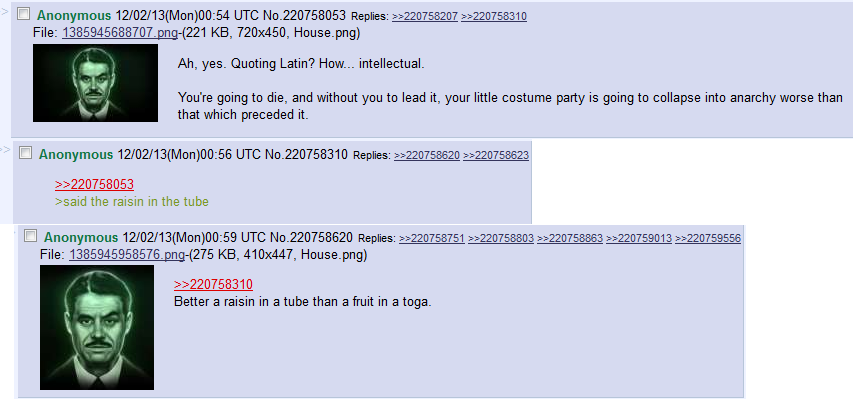 Anonymous 12/02/13(Mon)00:54 UTC No.220758053 Replies: >>220758207 >>220758310
File: 1385945688707.png-(221 KB, 720x450, House.png)
Ah, yes. Quoting Latin? How... intellectual.
You're going to die, and without you to lead it, your little costume party is going to collapse into anarchy worse than
that which preceded it.
>> Anonymous 12/02/13(Mon)00:56 UTC No.220758310 Replies: >>220758620 >>220758623
>>220758053
>said the raisin in the tube
Anonymous 12/02/13(Mon)00:59 UTC No.220758620 Replies: >>220758751 >>220758803 >>220758863 >>220759013 >>220759556
File: 1385945958576.png-(275 KB, 410x447, House.png)
>>220758310
Better a raisin in a tube than a fruit in a toga.